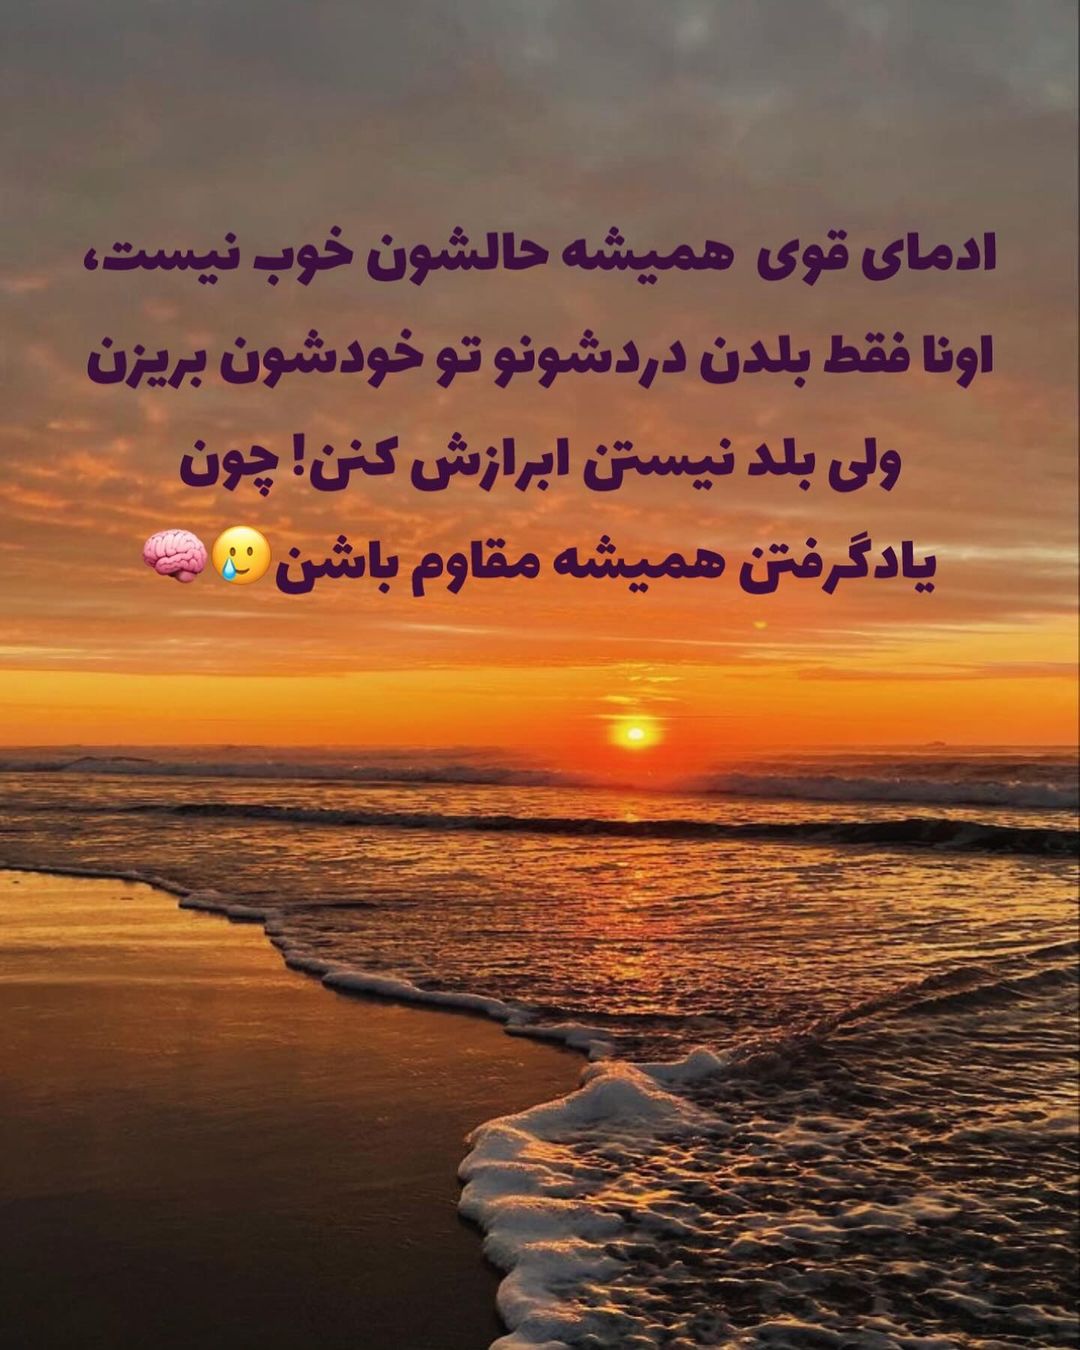 ادمای قوی  همیشه حالشون خوب نیست،
اونا فقط بلدن دردشونو تو خودشون بریزن
ولی بلد نیستن ابرازش کنن! چون
یادگرفتن همیشه مقاوم باشن🥲🧠